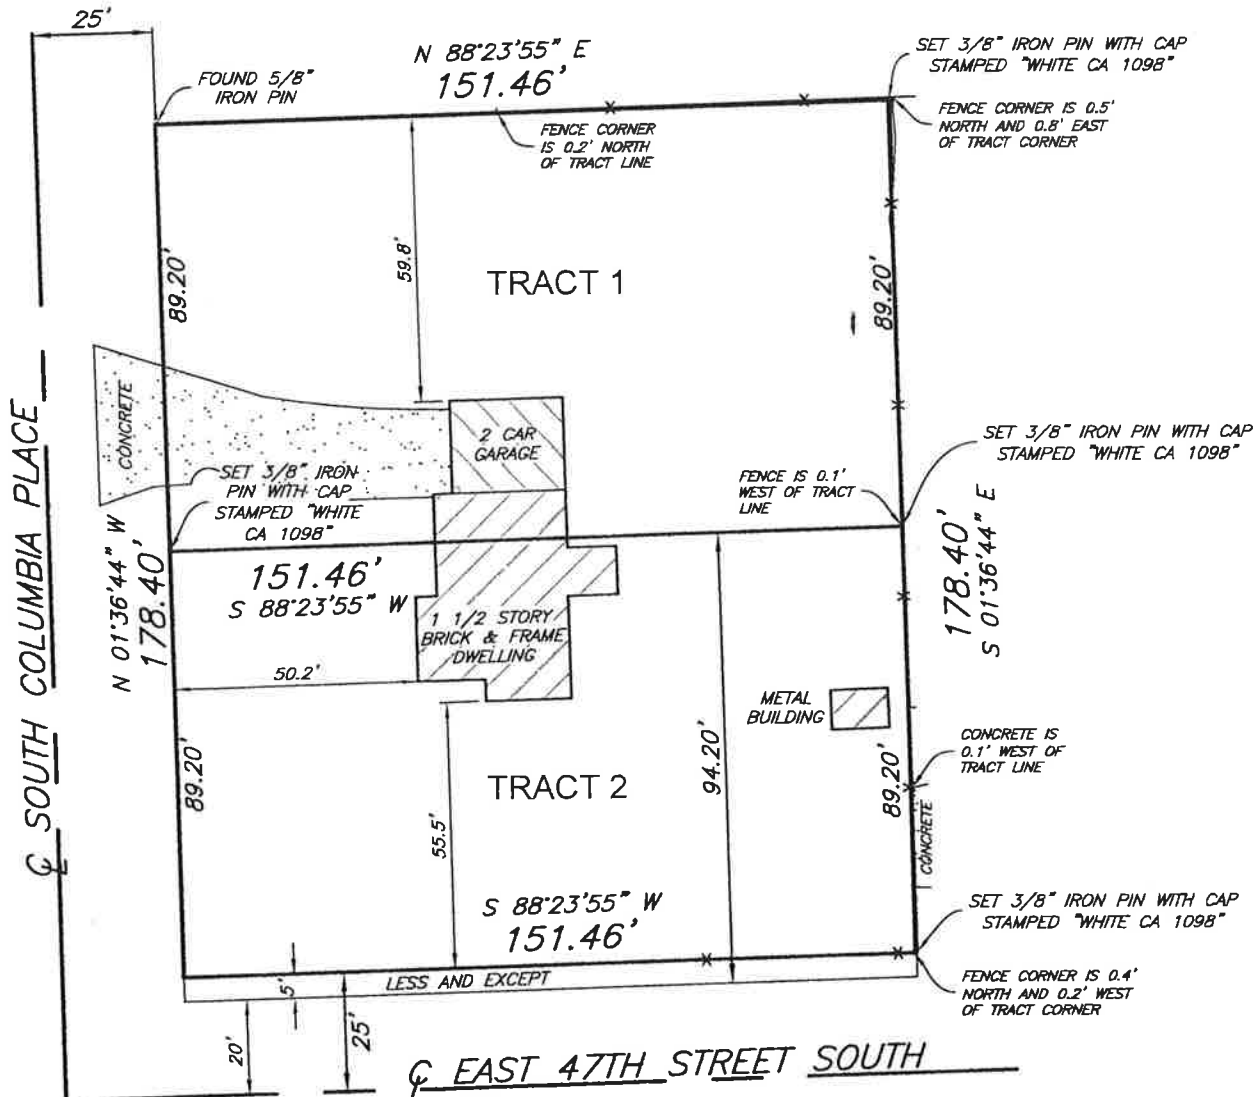 25'
N 88°23'55" E
151.46'
SET 3/8" IRON PIN WITH CAP
STAMPED "WHITE CA 1098"
FOUND 5/8"
IRON PIN
FENCE CORNER
IS 0.2' NORTH
OF TRACT LINE
FENCE CORNER IS 0.5'
NORTH AND 0.8' EAST
OF TRACT CORNER
59.8'
89.20'
TRACT 1
89.20'
CONCRETE
2 CAR
GARAGE
SET 3/8" IRON
PIN WITH CAP
STAMPED "WHITE
CA 1098"
FENCE IS 0.1'
WEST OF TRACT
LINE
SET 3/8" IRON PIN WITH CAP
STAMPED "WHITE CA 1098"
N 01°36'44" W
178.40'
151.46'
S 88°23'55" W
178.40'
S 01°36'44" E
1 1/2 STORY
BRICK & FRAME
DWELLING
50.2'
METAL
BUILDING
CONCRETE IS
0.1' WEST OF
TRACT LINE
℄ SOUTH COLUMBIA PLACE
89.20'
TRACT 2
55.5'
94.20'
89.20'
CONCRETE
S 88°23'55" W
151.46'
SET 3/8" IRON PIN WITH CAP
STAMPED "WHITE CA 1098"
LESS AND EXCEPT
5'
FENCE CORNER IS 0.4'
NORTH AND 0.2' WEST
OF TRACT CORNER
20'
25'
℄ EAST 47TH STREET SOUTH